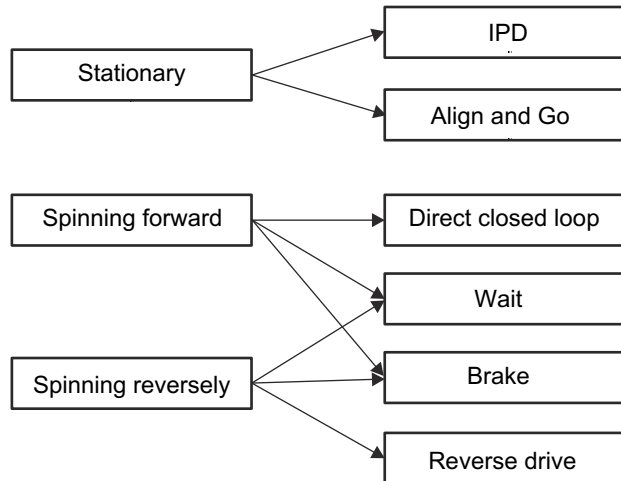 IPD
Stationary
Align and Go
Spinning forward
Direct closed loop
Wait
Spinning reversely
Brake
Reverse drive